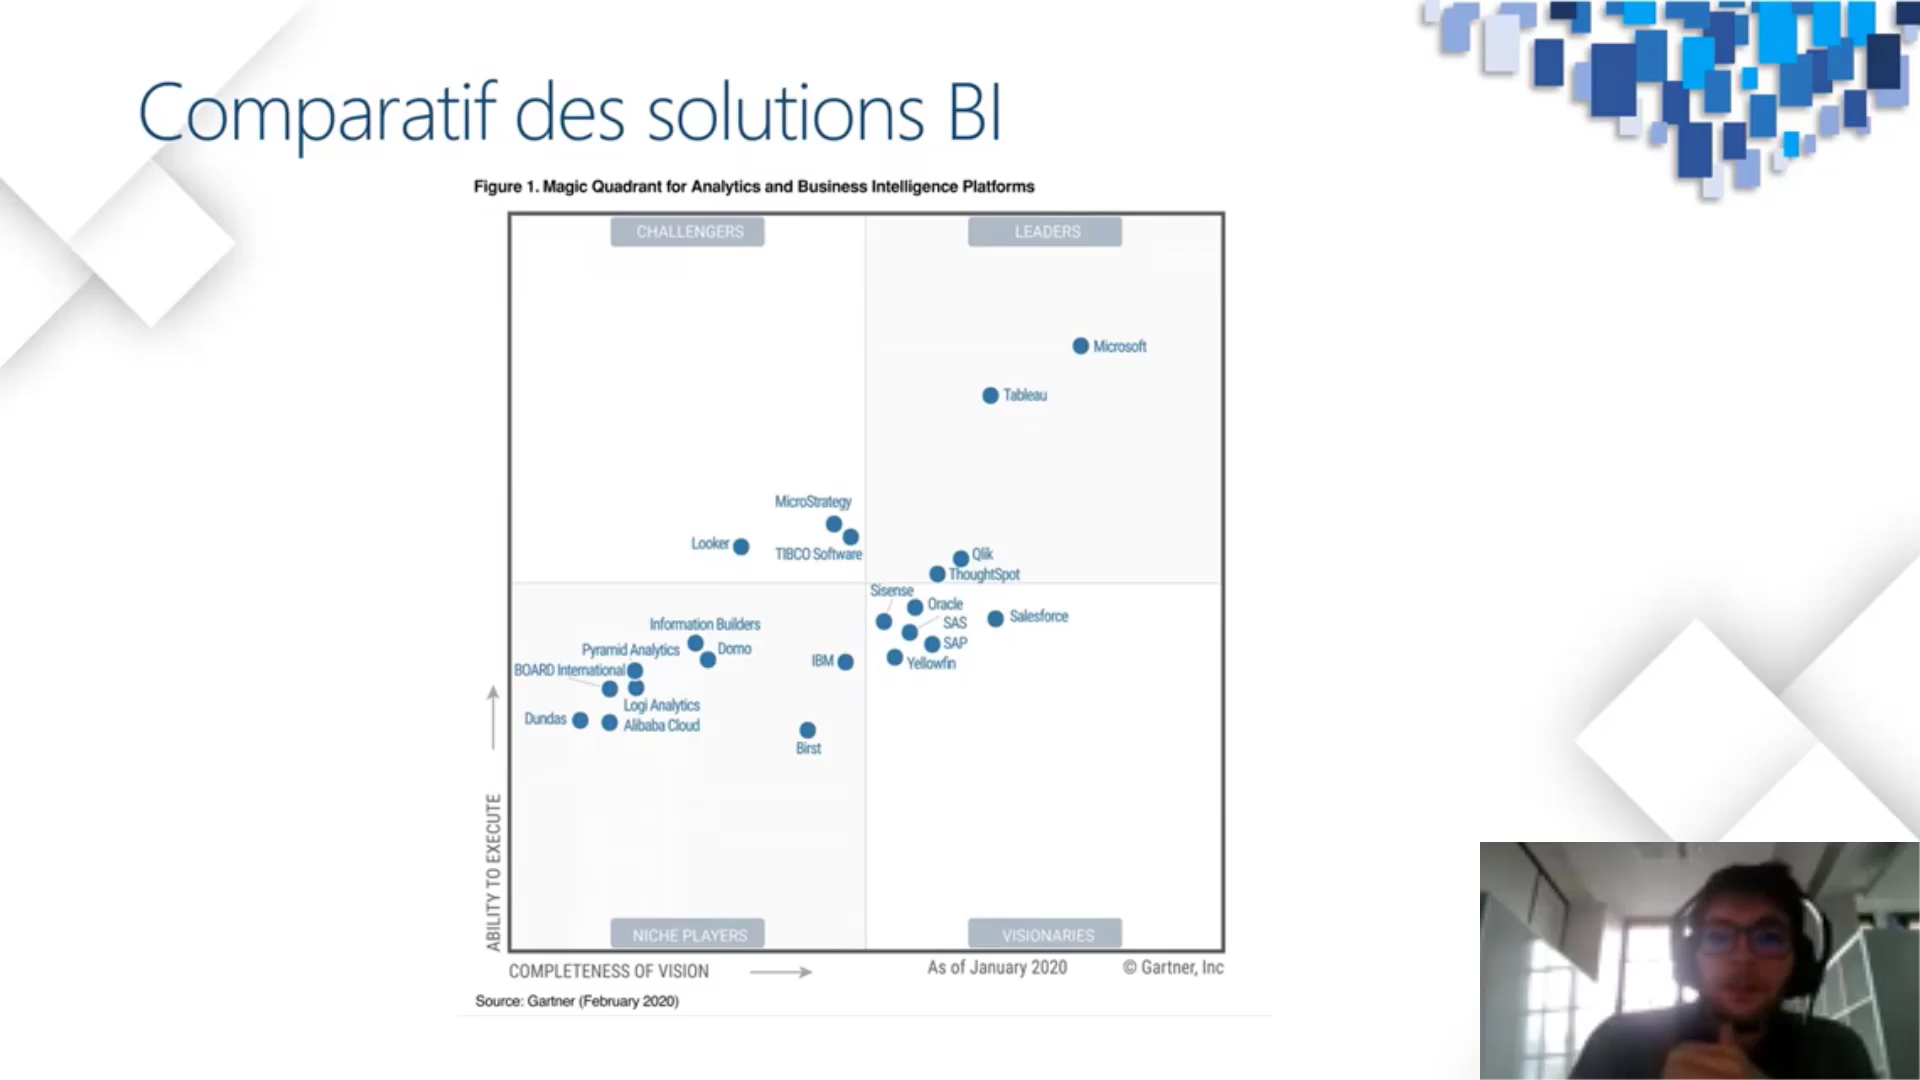 Comparatif des solutions BI
Figure 1. Magic Quadrant for Analytics and Business Intelligence Platforms
CHALLENGERS
LEADERS
Microsoft
Tableau
MicroStrategy
Looker
TIBCO Software
Qlik
ThoughtSpot
Sisense
Oracle
Salesforce
SAS
SAP
Yellowfin
Information Builders
Pyramid Analytics
Domo
IBM
BOARD International
Logi Analytics
Dundas
Alibaba Cloud
Birst
ABILITY TO EXECUTE
NICHE PLAYERS
VISIONARIES
COMPLETENESS OF VISION
As of January 2020
© Gartner, Inc
Source: Gartner (February 2020)